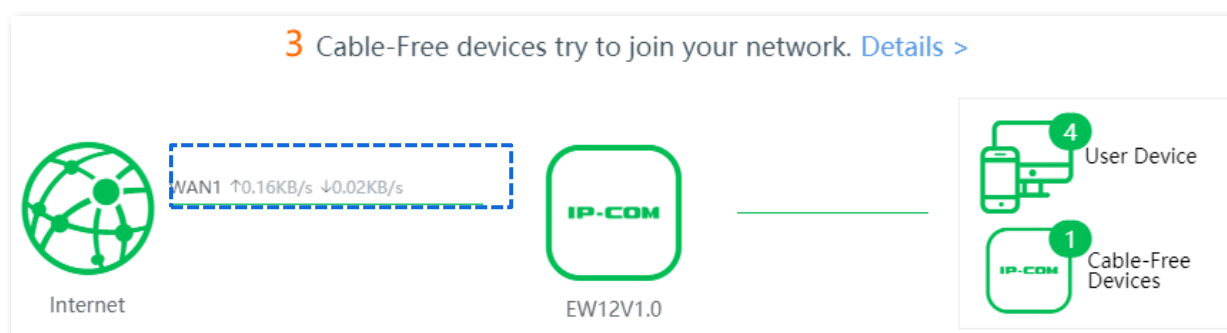 3 Cable-Free devices try to join your network. Details >
WAN1 ↑0.16KB/s ↓0.02KB/s
IP-COM
4
User Device
1
IP-COM
Cable-Free
Devices
Internet
EW12V1.0